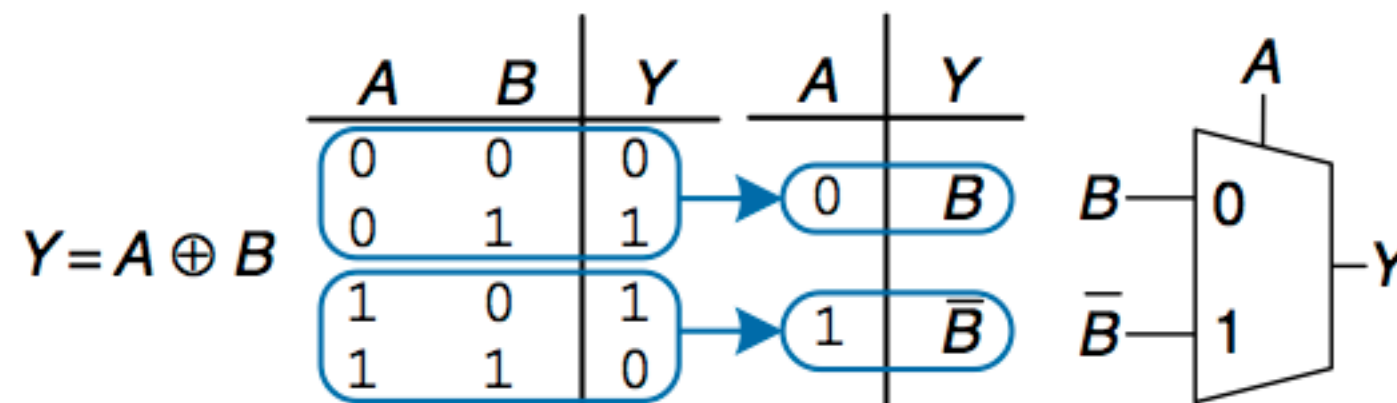 Y = A ⊕ B
A B Y
0 0 0
0 1 1
1 0 1
1 1 0
A Y
0 B
1 B̅
A
B 0
B̅ 1
Y